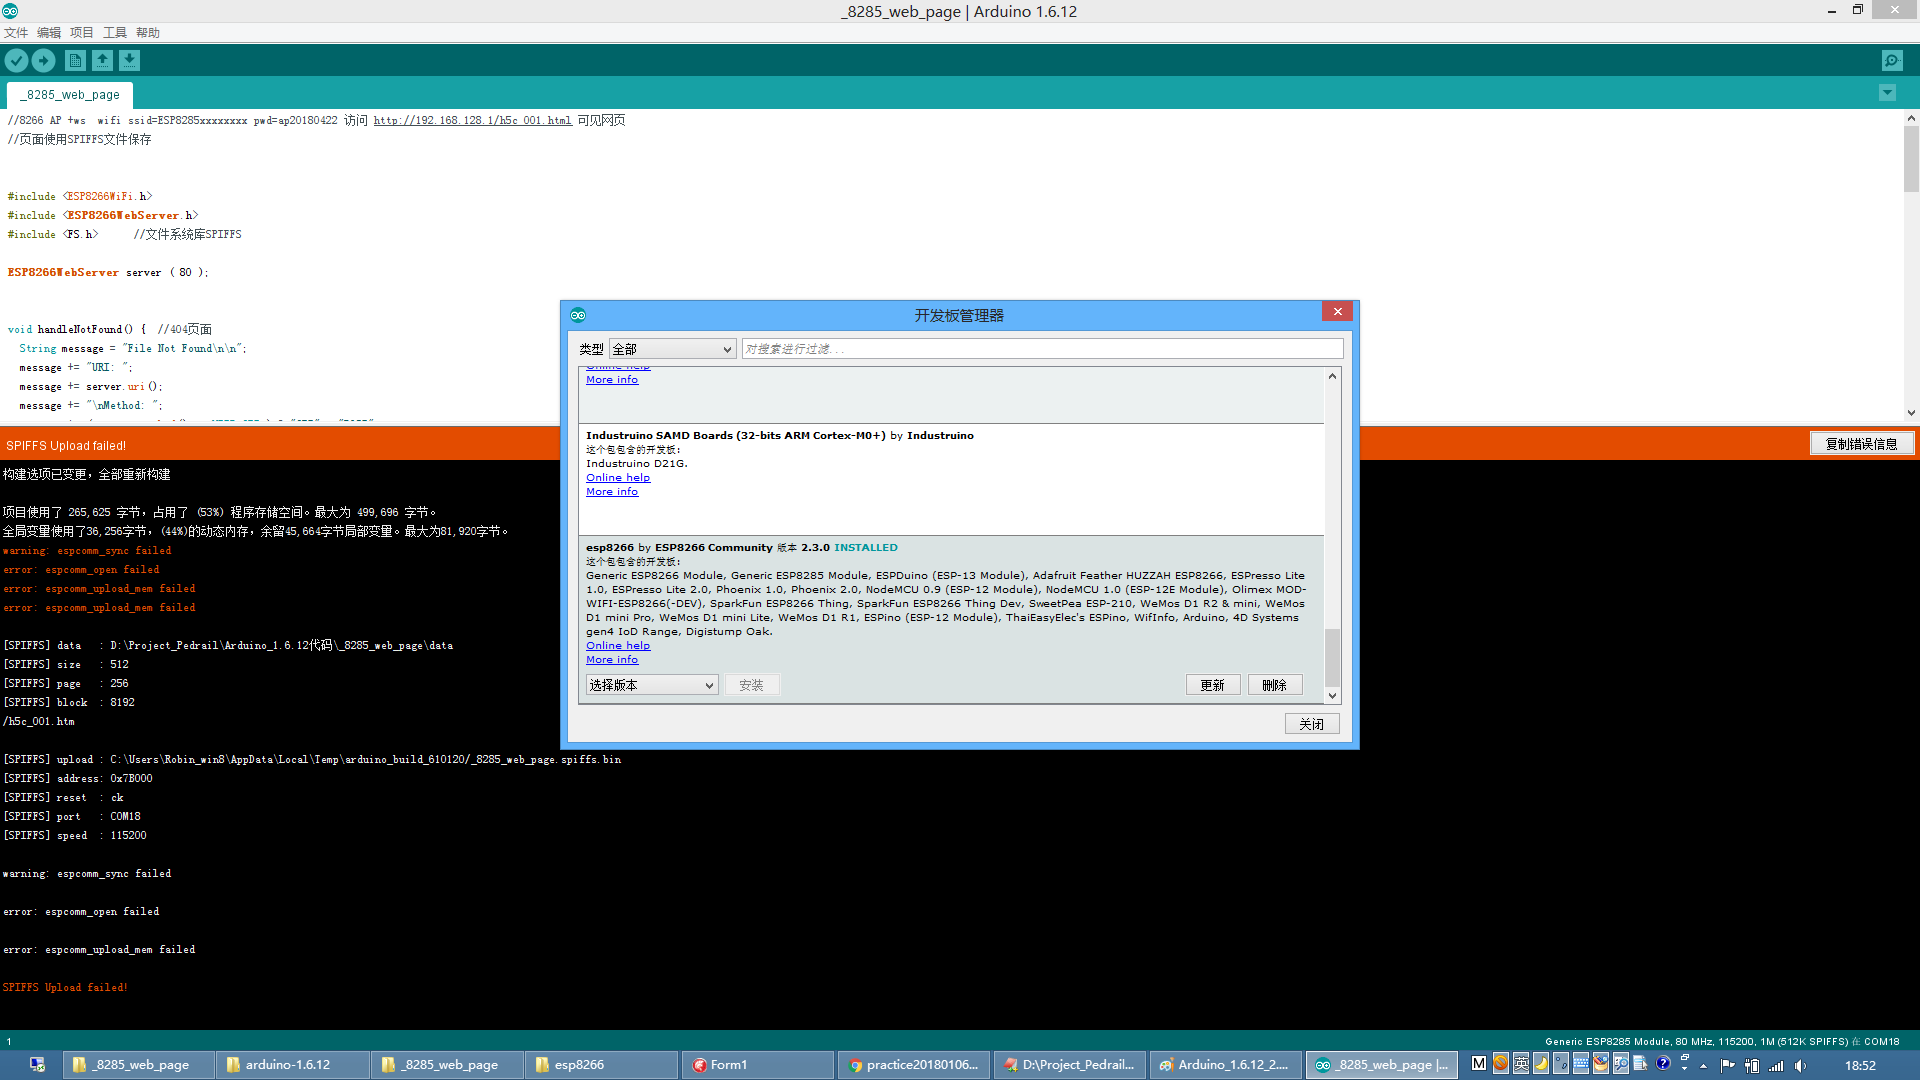 _8285_web_page | Arduino 1.6.12
文件 编辑 项目 工具 帮助
_8285_web_page
//8266 AP +ws  wifi ssid=ESP8285xxxxxxxx pwd=ap20180422 访问 http://192.168.128.1/h5c_001.html 可见网页
//页面使用SPIFFS文件保存
#include <ESP8266WiFi.h>
#include <ESP8266WebServer.h>
#include <FS.h>      //文件系统库SPIFFS
ESP8266WebServer server ( 80 );
void handleNotFound() {  //404页面
String message = "File Not Found\n\n";
message += "URI: ";
message += server.uri();
message += "\nMethod: ";
SPIFFS Upload failed!
复制错误信息
构建选项已变更，全部重新构建
项目使用了 265,625 字节，占用了 (53%) 程序存储空间。最大为 499,696 字节。
全局变量使用了36,256字节，(44%)的动态内存，余留45,664字节局部变量。最大为81,920字节。
warning: espcomm_sync failed
error: espcomm_open failed
error: espcomm_upload_mem failed
error: espcomm_upload_mem failed
[SPIFFS] data   : D:\Project_Pedrail\Arduino_1.6.12代码\_8285_web_page\data
[SPIFFS] size   : 512
[SPIFFS] page   : 256
[SPIFFS] block  : 8192
/h5c_001.htm
[SPIFFS] upload : C:\Users\Robin_win8\AppData\Local\Temp\arduino_build_610120/_8285_web_page.spiffs.bin
[SPIFFS] address: 0x7B000
[SPIFFS] reset  : ck
[SPIFFS] port   : COM18
[SPIFFS] speed  : 115200
warning: espcomm_sync failed
error: espcomm_open failed
error: espcomm_upload_mem failed
SPIFFS Upload failed!
开发板管理器
类型 全部 对搜索进行过滤...
Online help
More info
Industruino SAMD Boards (32-bits ARM Cortex-M0+) by Industruino
这个包包含的开发板:
Industruino D21G.
Online help
More info
esp8266 by ESP8266 Community 版本 2.3.0 INSTALLED
这个包包含的开发板:
Generic ESP8266 Module, Generic ESP8285 Module, ESPDuino (ESP-13 Module), Adafruit Feather HUZZAH ESP8266, ESPresso Lite
1.0, ESPresso Lite 2.0, Phoenix 1.0, Phoenix 2.0, NodeMCU 0.9 (ESP-12 Module), NodeMCU 1.0 (ESP-12E Module), Olimex MOD-
WIFI-ESP8266(-DEV), SparkFun ESP8266 Thing, SparkFun ESP8266 Thing Dev, SweetPea ESP-210, WeMos D1 R2 & mini, WeMos
D1 mini Pro, WeMos D1 mini Lite, WeMos D1 R1, ESPino (ESP-12 Module), ThaiEasyElec's ESPino, WifInfo, Arduino, 4D Systems
gen4 IoD Range, Digistump Oak.
Online help
More info
选择版本 安装 更新 删除
关闭
1
Generic ESP8285 Module, 80 MHz, 115200, 1M (512K SPIFFS) 在 COM18
_8285_web_page arduino-1.6.12 _8285_web_page esp8266 Form1 practice20180106... D:\Project_Pedrail... Arduino_1.6.12_2.... _8285_web_page |... M 英 18:52